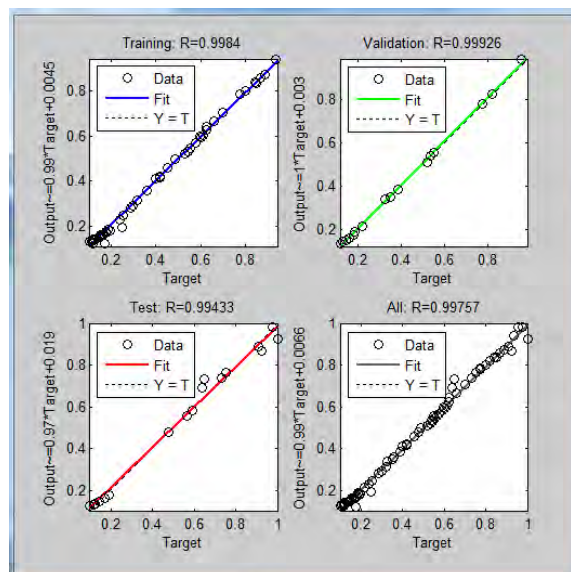 Training: R=0.9984
Output~=0.99*Target+0.0045
Data
Fit
Y = T
0.8
0.6
0.4
0.2
0.2 0.4 0.6 0.8
Target
Validation: R=0.99926
Output~=1*Target+0.003
Data
Fit
Y = T
0.8
0.6
0.4
0.2
0.2 0.4 0.6 0.8
Target
Test: R=0.99433
Output~=0.97*Target+0.019
Data
Fit
Y = T
1
0.8
0.6
0.4
0.2
0.2 0.4 0.6 0.8 1
Target
All: R=0.99757
Output~=0.99*Target+0.0066
Data
Fit
Y = T
1
0.8
0.6
0.4
0.2
0.2 0.4 0.6 0.8 1
Target